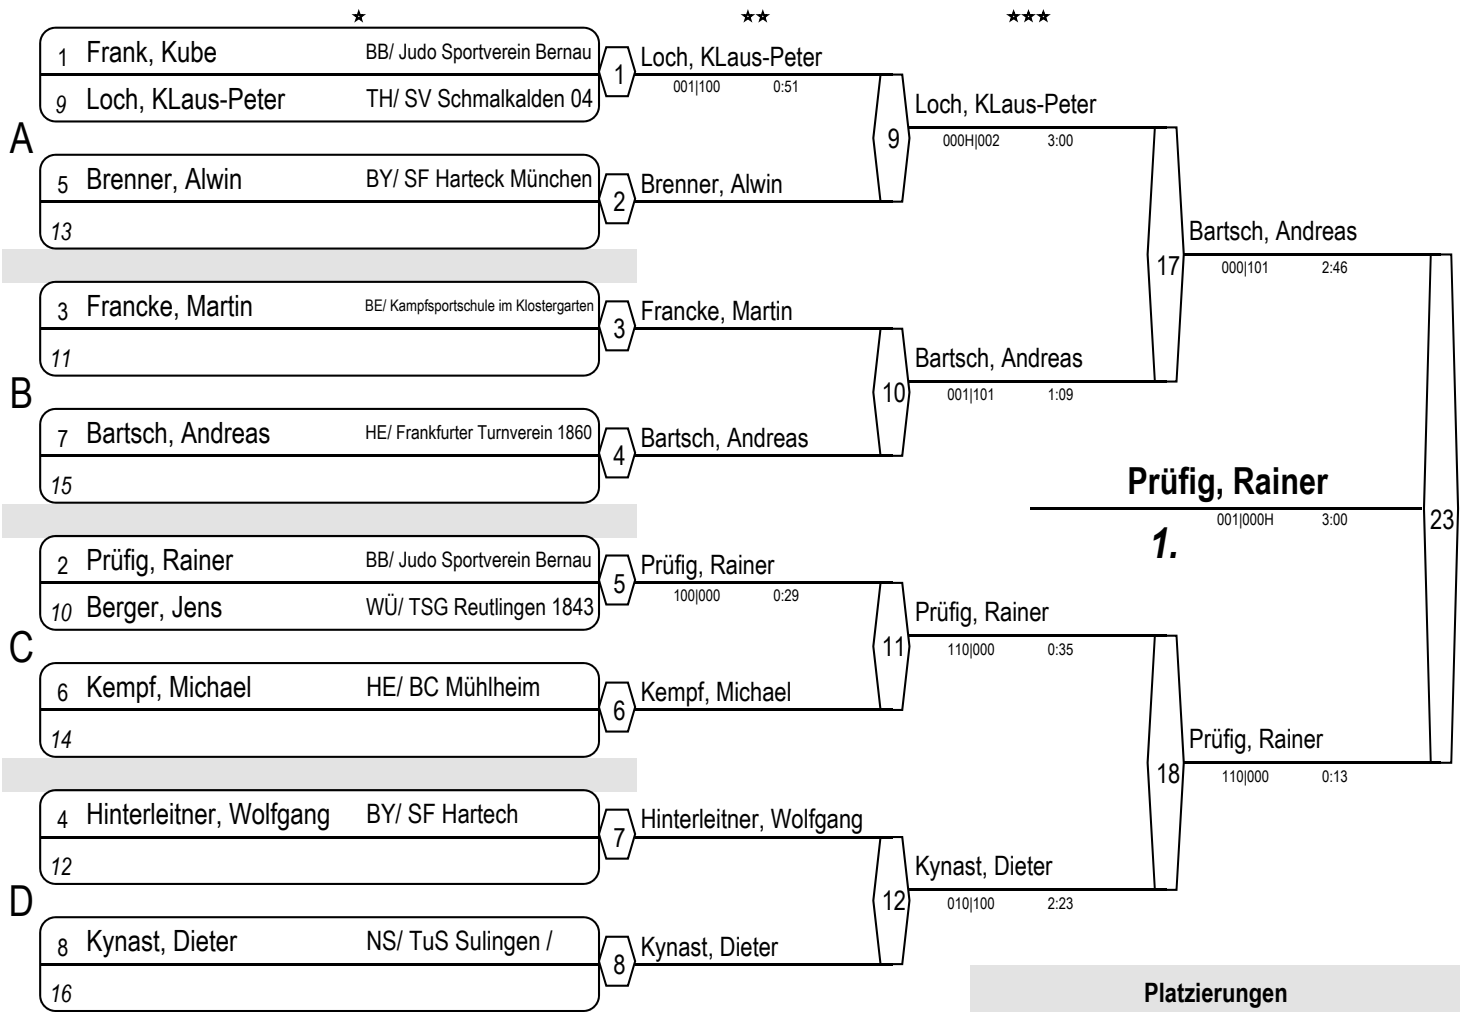 ★ ★★ ★★★
1 Frank, Kube BB/ Judo Sportverein Bernau
9 Loch, KLaus-Peter TH/ SV Schmalkalden 04
1
Loch, KLaus-Peter
001|100 0:51
A
5 Brenner, Alwin BY/ SF Harteck München
13
2
Brenner, Alwin
9
Loch, KLaus-Peter
000H|002 3:00
3 Francke, Martin BE/ Kampfsportschule im Klostergarten
11
3
Francke, Martin
B
7 Bartsch, Andreas HE/ Frankfurter Turnverein 1860
15
4
Bartsch, Andreas
10
Bartsch, Andreas
001|101 1:09
17
Bartsch, Andreas
000|101 2:46
2 Prüfig, Rainer BB/ Judo Sportverein Bernau
10 Berger, Jens WÜ/ TSG Reutlingen 1843
5
Prüfig, Rainer
100|000 0:29
C
6 Kempf, Michael HE/ BC Mühlheim
14
6
Kempf, Michael
11
Prüfig, Rainer
110|000 0:35
4 Hinterleitner, Wolfgang BY/ SF Hartech
12
7
Hinterleitner, Wolfgang
D
8 Kynast, Dieter NS/ TuS Sulingen /
16
8
Kynast, Dieter
12
Kynast, Dieter
010|100 2:23
18
Prüfig, Rainer
110|000 0:13
23
Prüfig, Rainer
001|000H 3:00
1.
Platzierungen